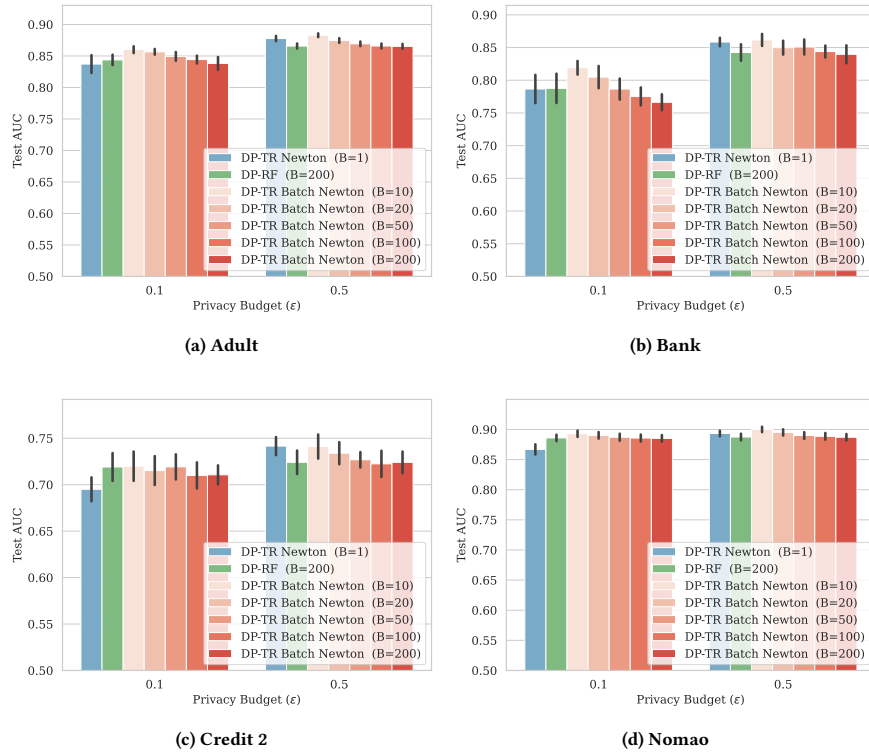 0.90
0.85
0.80
0.75
0.70
0.65
0.60
0.55
0.50
Test AUC
DP-TR Newton (B=1)
DP-RF (B=200)
DP-TR Batch Newton (B=10)
DP-TR Batch Newton (B=20)
DP-TR Batch Newton (B=50)
DP-TR Batch Newton (B=100)
DP-TR Batch Newton (B=200)
0.1 0.5
Privacy Budget (ε)
(a) Adult
0.90
0.85
0.80
0.75
0.70
0.65
0.60
0.55
0.50
Test AUC
DP-TR Newton (B=1)
DP-RF (B=200)
DP-TR Batch Newton (B=10)
DP-TR Batch Newton (B=20)
DP-TR Batch Newton (B=50)
DP-TR Batch Newton (B=100)
DP-TR Batch Newton (B=200)
0.1 0.5
Privacy Budget (ε)
(b) Bank
0.75
0.70
0.65
0.60
0.55
0.50
Test AUC
DP-TR Newton (B=1)
DP-RF (B=200)
DP-TR Batch Newton (B=10)
DP-TR Batch Newton (B=20)
DP-TR Batch Newton (B=50)
DP-TR Batch Newton (B=100)
DP-TR Batch Newton (B=200)
0.1 0.5
Privacy Budget (ε)
(c) Credit 2
0.90
0.85
0.80
0.75
0.70
0.65
0.60
0.55
0.50
Test AUC
DP-TR Newton (B=1)
DP-RF (B=200)
DP-TR Batch Newton (B=10)
DP-TR Batch Newton (B=20)
DP-TR Batch Newton (B=50)
DP-TR Batch Newton (B=100)
DP-TR Batch Newton (B=200)
0.1 0.5
Privacy Budget (ε)
(d) Nomao